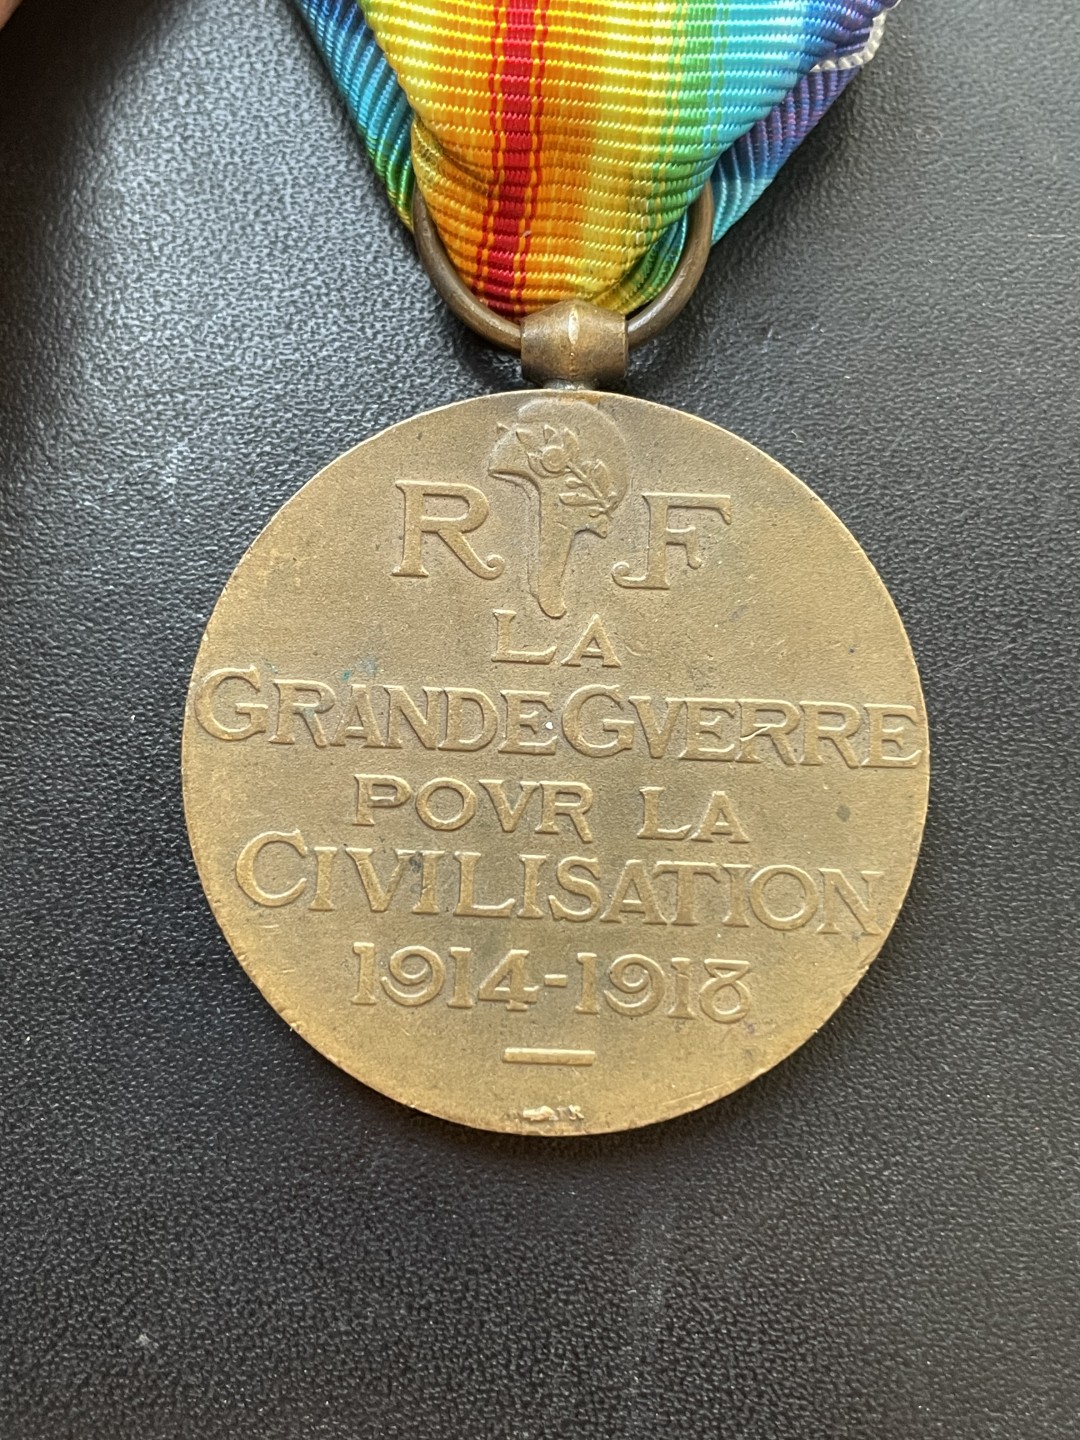 R F
LA
GRANDE GVERRE
POVR LA
CIVILISATION
1914-1918